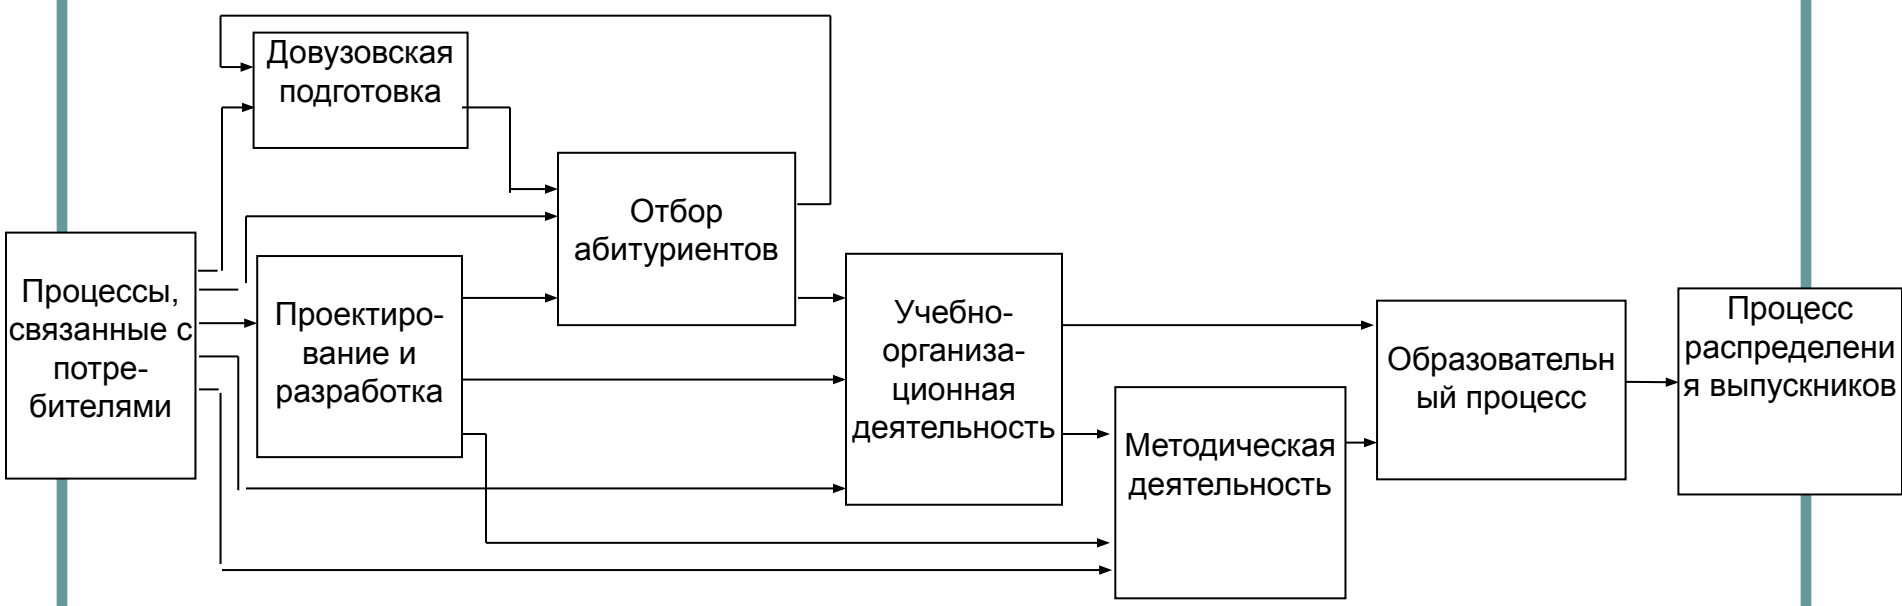 Довузовская
подготовка
Отбор
абитуриентов
Процессы,
связанные с
потре-
бителями
Проектиро-
вание и
разработка
Учебно-
организа-
ционная
деятельность
Методическая
деятельность
Образовательн
ый процесс
Процесс
распределени
я выпускников